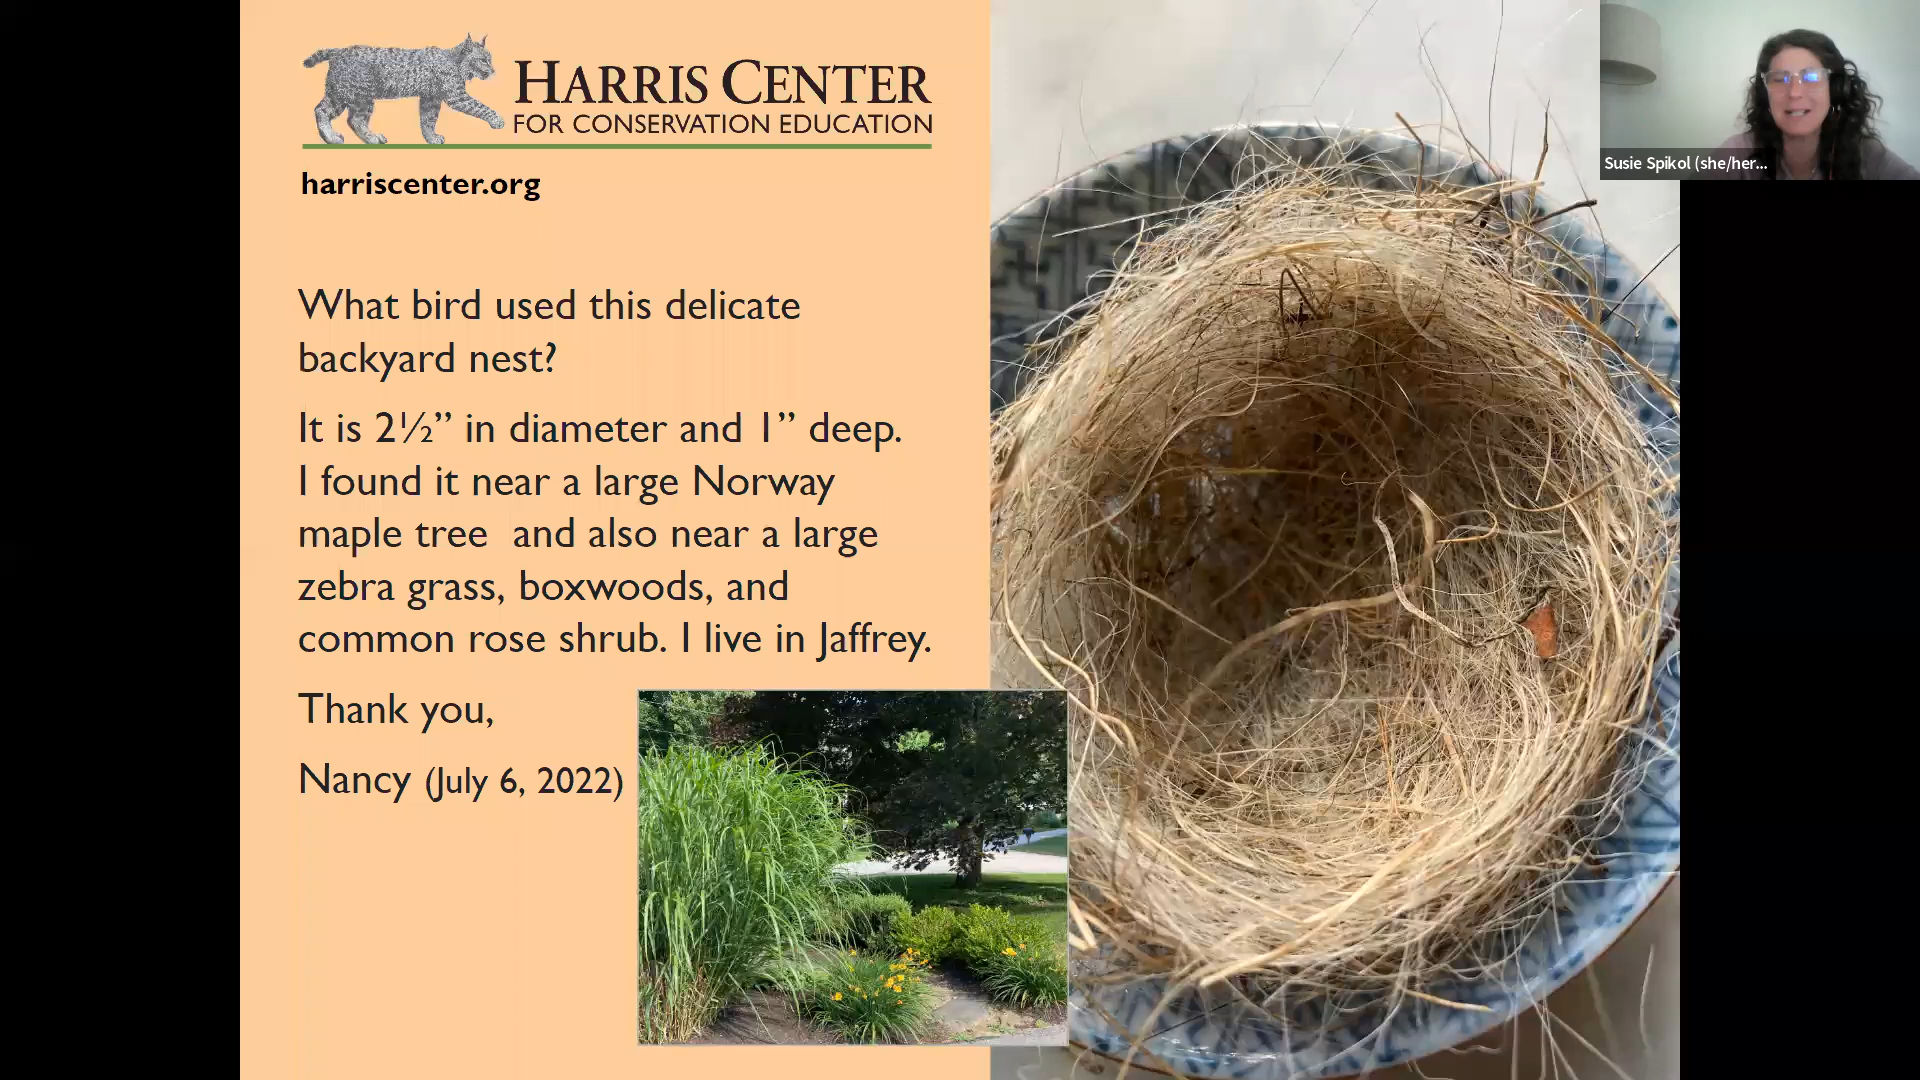 HARRIS CENTER
FOR CONSERVATION EDUCATION
harriscenter.org
What bird used this delicate
backyard nest?
It is 2½” in diameter and 1” deep.
I found it near a large Norway
maple tree and also near a large
zebra grass, boxwoods, and
common rose shrub. I live in Jaffrey.
Thank you,
Nancy (July 6, 2022)
Susie Spikol (she/her...